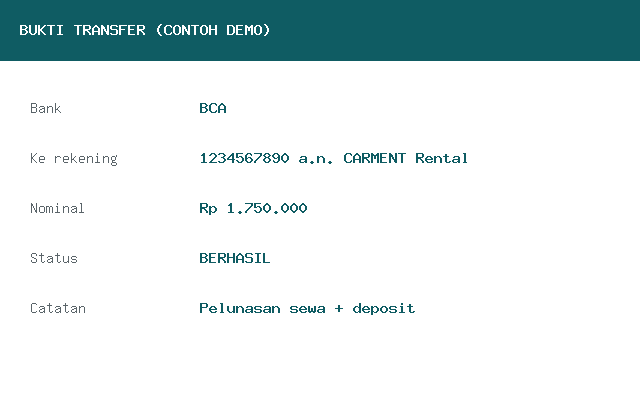 BUKTI TRANSFER (CONTOH DEMO)
Bank BCA
Ke rekening 1234567890 a.n. CARMENT Rental
Nominal Rp 1.750.000
Status BERHASIL
Catatan Pelunasan sewa + deposit